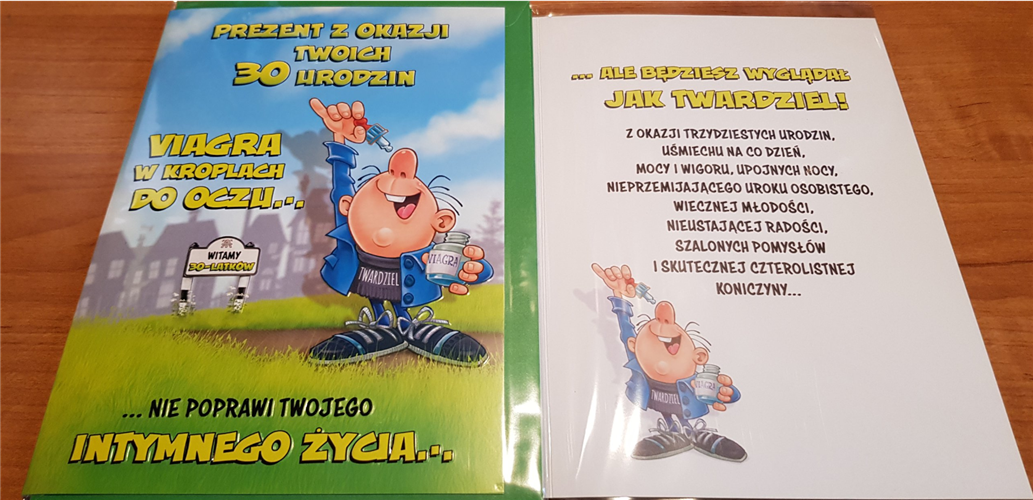 PREZENT Z OKAZJI
TWOICH
30 URODZIN
VIAGRA
W KROPLACH
DO OCZU...
WITAMY
30-LATKÓW
VIAGRA
TWARDZIEL
... NIE POPRAWI TWOJEGO
INTYMNEGO ŻYCIA...
... ALE BĘDZIESZ WYGLĄDAŁ
JAK TWARDZIEL!
Z OKAZJI TRZYDZIESTYCH URODZIN,
UŚMIECHU NA CO DZIEŃ,
MOCY I WIGORU, UPOJNYCH NOCY,
NIEPRZEMIJAJĄCEGO UROKU OSOBISTEGO,
WIECZNEJ MŁODOŚCI,
NIEUSTAJĄCEJ RADOŚCI,
SZALONYCH POMYSŁÓW
I SKUTECZNEJ CZTEROLISTNEJ
KONICZYNY...
VIAGRA
TWARDZIEL